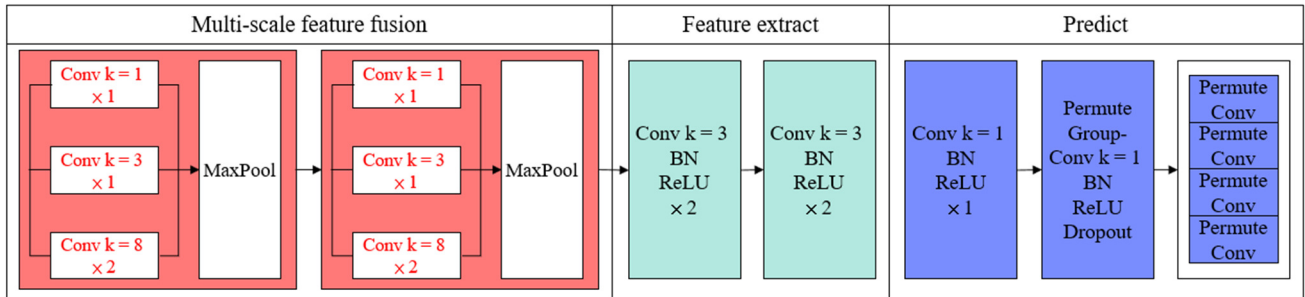 Multi-scale feature fusion
Feature extract
Predict
Conv k = 1
× 1
Conv k = 3
× 1
Conv k = 8
× 2
MaxPool
Conv k = 1
× 1
Conv k = 3
× 1
Conv k = 8
× 2
MaxPool
Conv k = 3
BN
ReLU
× 2
Conv k = 3
BN
ReLU
× 2
Conv k = 1
BN
ReLU
× 1
Permute
Group-
Conv k = 1
BN
ReLU
Dropout
Permute
Conv
Permute
Conv
Permute
Conv
Permute
Conv